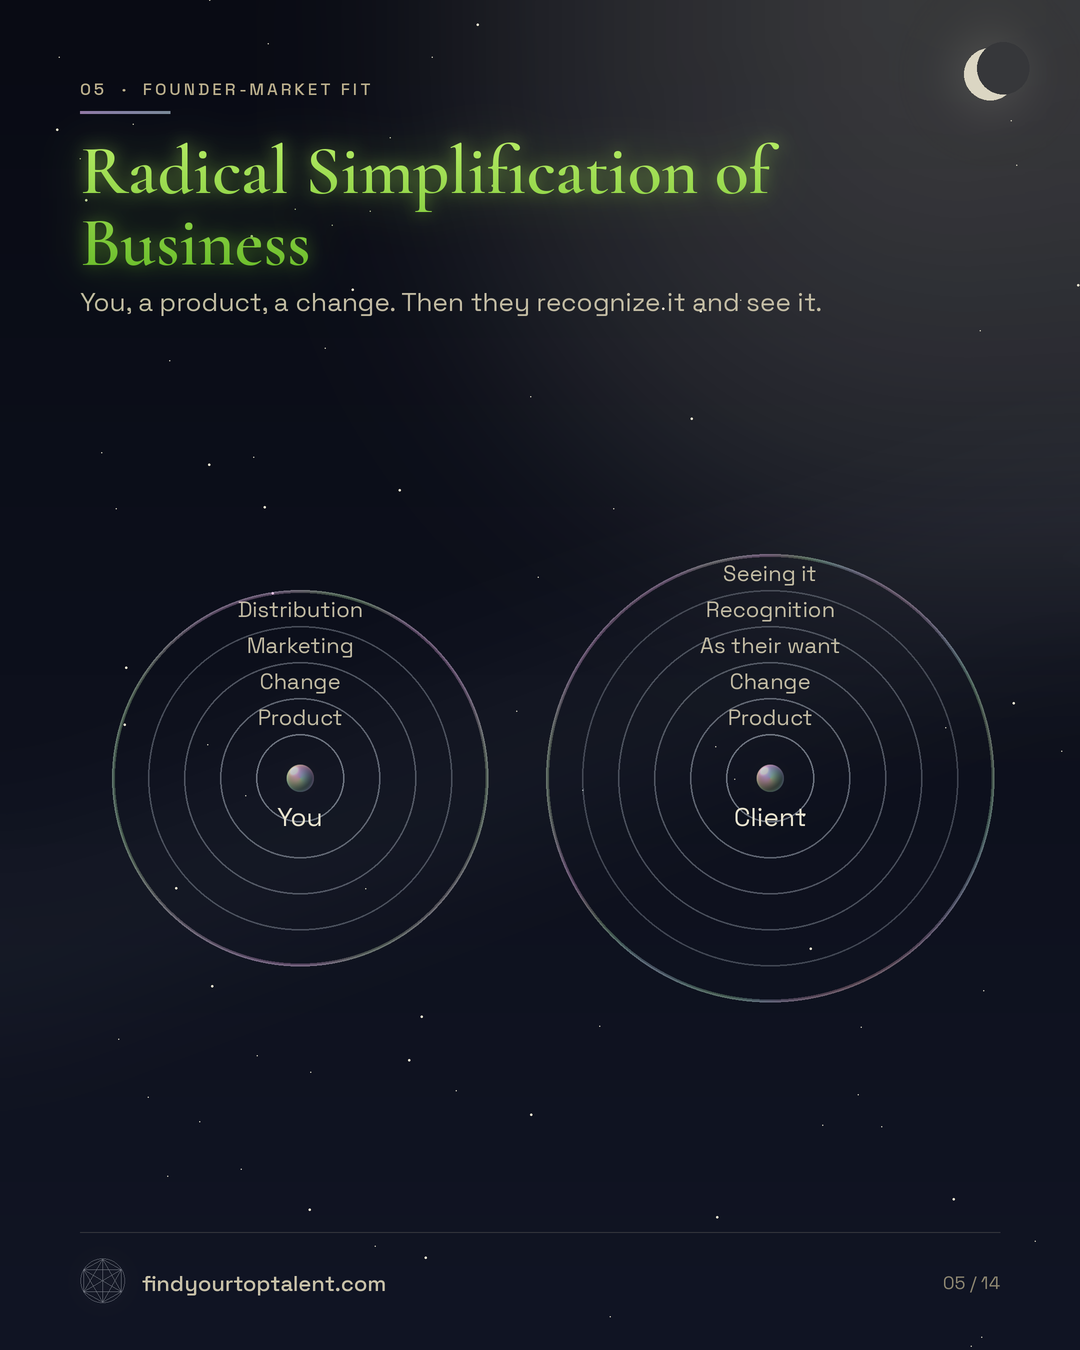 05 · FOUNDER-MARKET FIT
Radical Simplification of
Business
You, a product, a change. Then they recognize it and see it.
Distribution
Marketing
Change
Product
You
Seeing it
Recognition
As their want
Change
Product
Client
findyourtoptalent.com
05 / 14